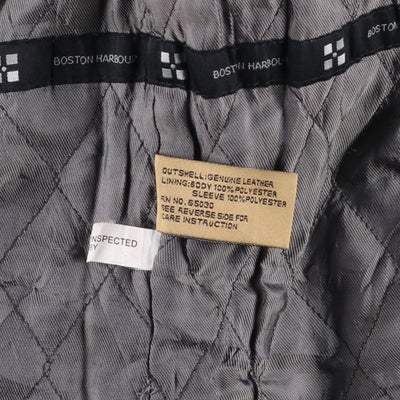 BOSTON HARBOUR
BOSTON HARBOUR
OUTSHELL:GENUINE LEATHER
LINING:BODY 100% POLYESTER
SLEEVE 100% POLYESTER
RN NO.65030
SEE REVERSE SIDE FOR
CARE INSTRUCTION
INSPECTED
BY